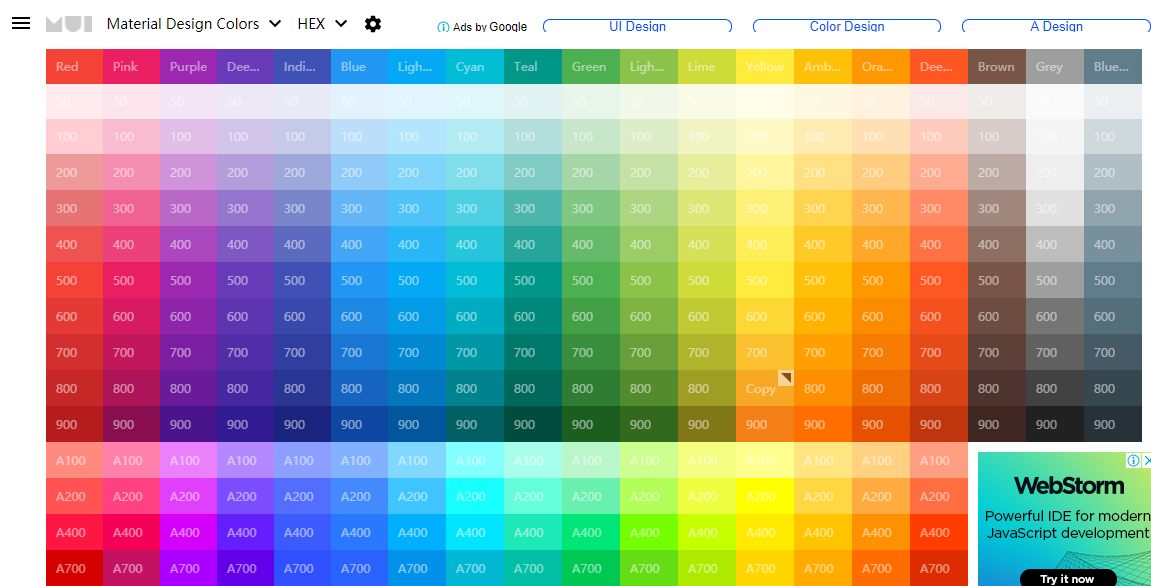 MUI Material Design Colors HEX Ads by Google UI Design Color Design A Design
Red Pink Purple Dee... Indi... Blue Ligh... Cyan Teal Green Ligh... Lime Yellow Amb... Ora... Dee... Brown Grey Blue...
50 50 50 50 50 50 50 50 50 50 50 50 50 50 50 50 50 50 50
100 100 100 100 100 100 100 100 100 100 100 100 100 100 100 100 100 100 100
200 200 200 200 200 200 200 200 200 200 200 200 200 200 200 200 200 200 200
300 300 300 300 300 300 300 300 300 300 300 300 300 300 300 300 300 300 300
400 400 400 400 400 400 400 400 400 400 400 400 400 400 400 400 400 400 400
500 500 500 500 500 500 500 500 500 500 500 500 500 500 500 500 500 500 500
600 600 600 600 600 600 600 600 600 600 600 600 600 600 600 600 600 600 600
700 700 700 700 700 700 700 700 700 700 700 700 700 700 700 700 700 700 700
800 800 800 800 800 800 800 800 800 800 800 800 Copy 800 800 800 800 800 800
900 900 900 900 900 900 900 900 900 900 900 900 900 900 900 900 900 900 900
A100 A100 A100 A100 A100 A100 A100 A100 A100 A100 A100 A100 A100 A100 A100 A100
A200 A200 A200 A200 A200 A200 A200 A200 A200 A200 A200 A200 A200 A200 A200 A200
A400 A400 A400 A400 A400 A400 A400 A400 A400 A400 A400 A400 A400 A400 A400 A400
A700 A700 A700 A700 A700 A700 A700 A700 A700 A700 A700 A700 A700 A700 A700 A700
WebStorm
Powerful IDE for modern
JavaScript development
Try it now